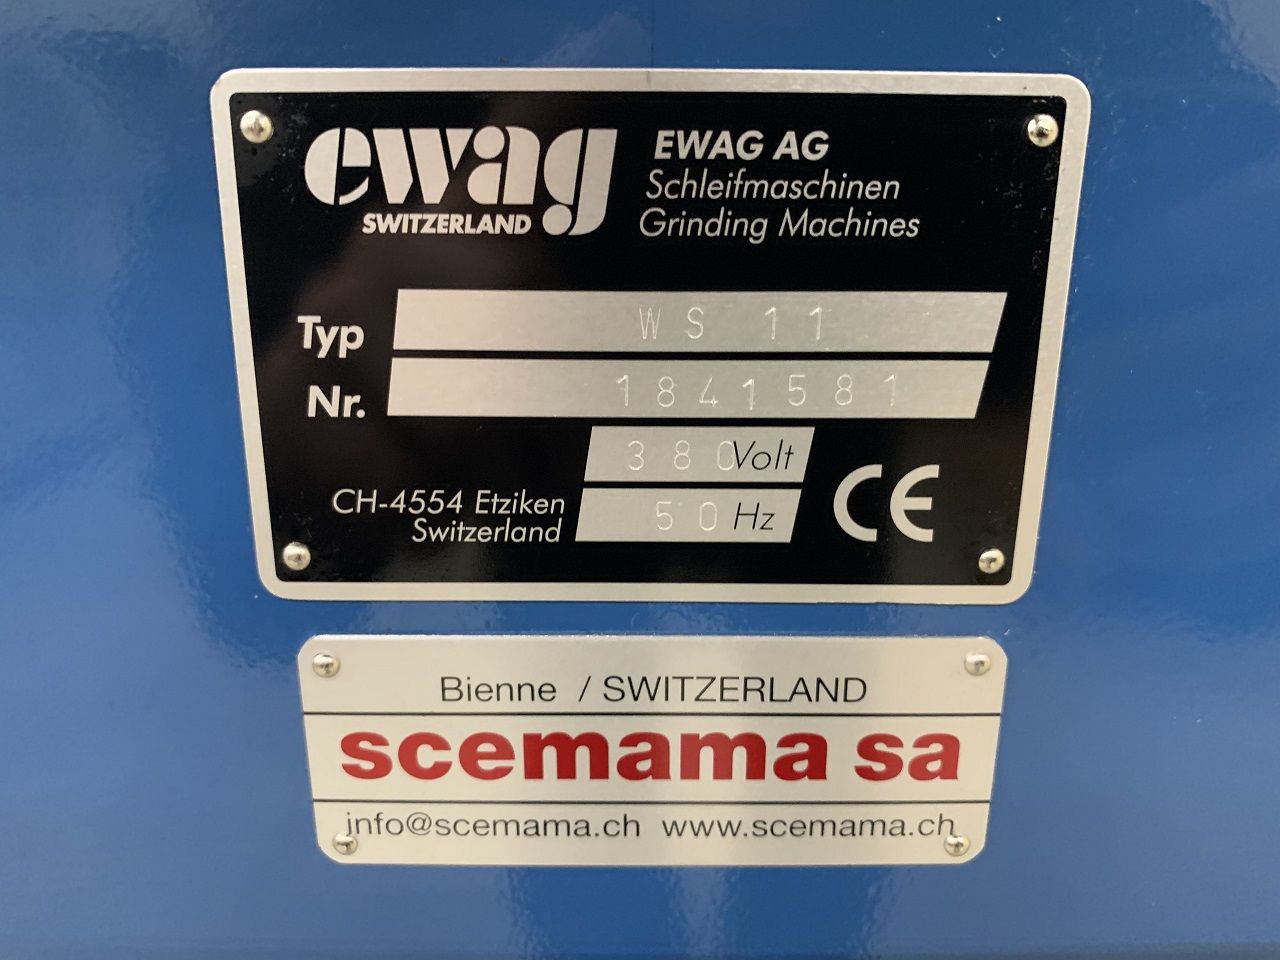 ewag
SWITZERLAND
EWAG AG
Schleifmaschinen
Grinding Machines
Typ WS 11
Nr. 1841581
380 Volt
50 Hz
CH-4554 Etziken
Switzerland
CE
Bienne / SWITZERLAND
scemama sa
info@scemama.ch www.scemama.ch